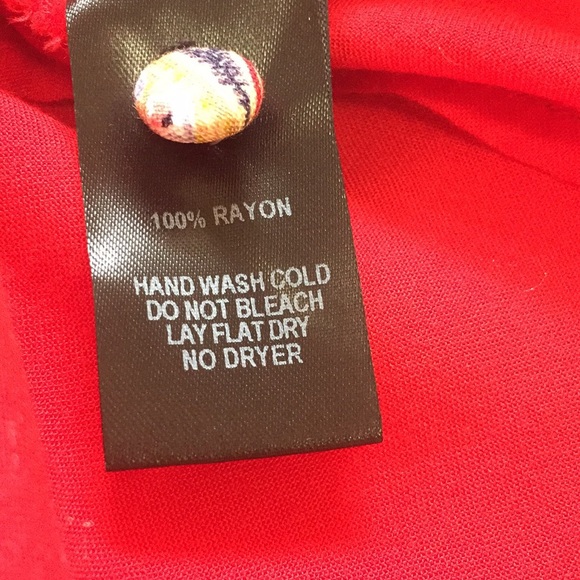 100% RAYON
HAND WASH COLD
DO NOT BLEACH
LAY FLAT DRY
NO DRYER